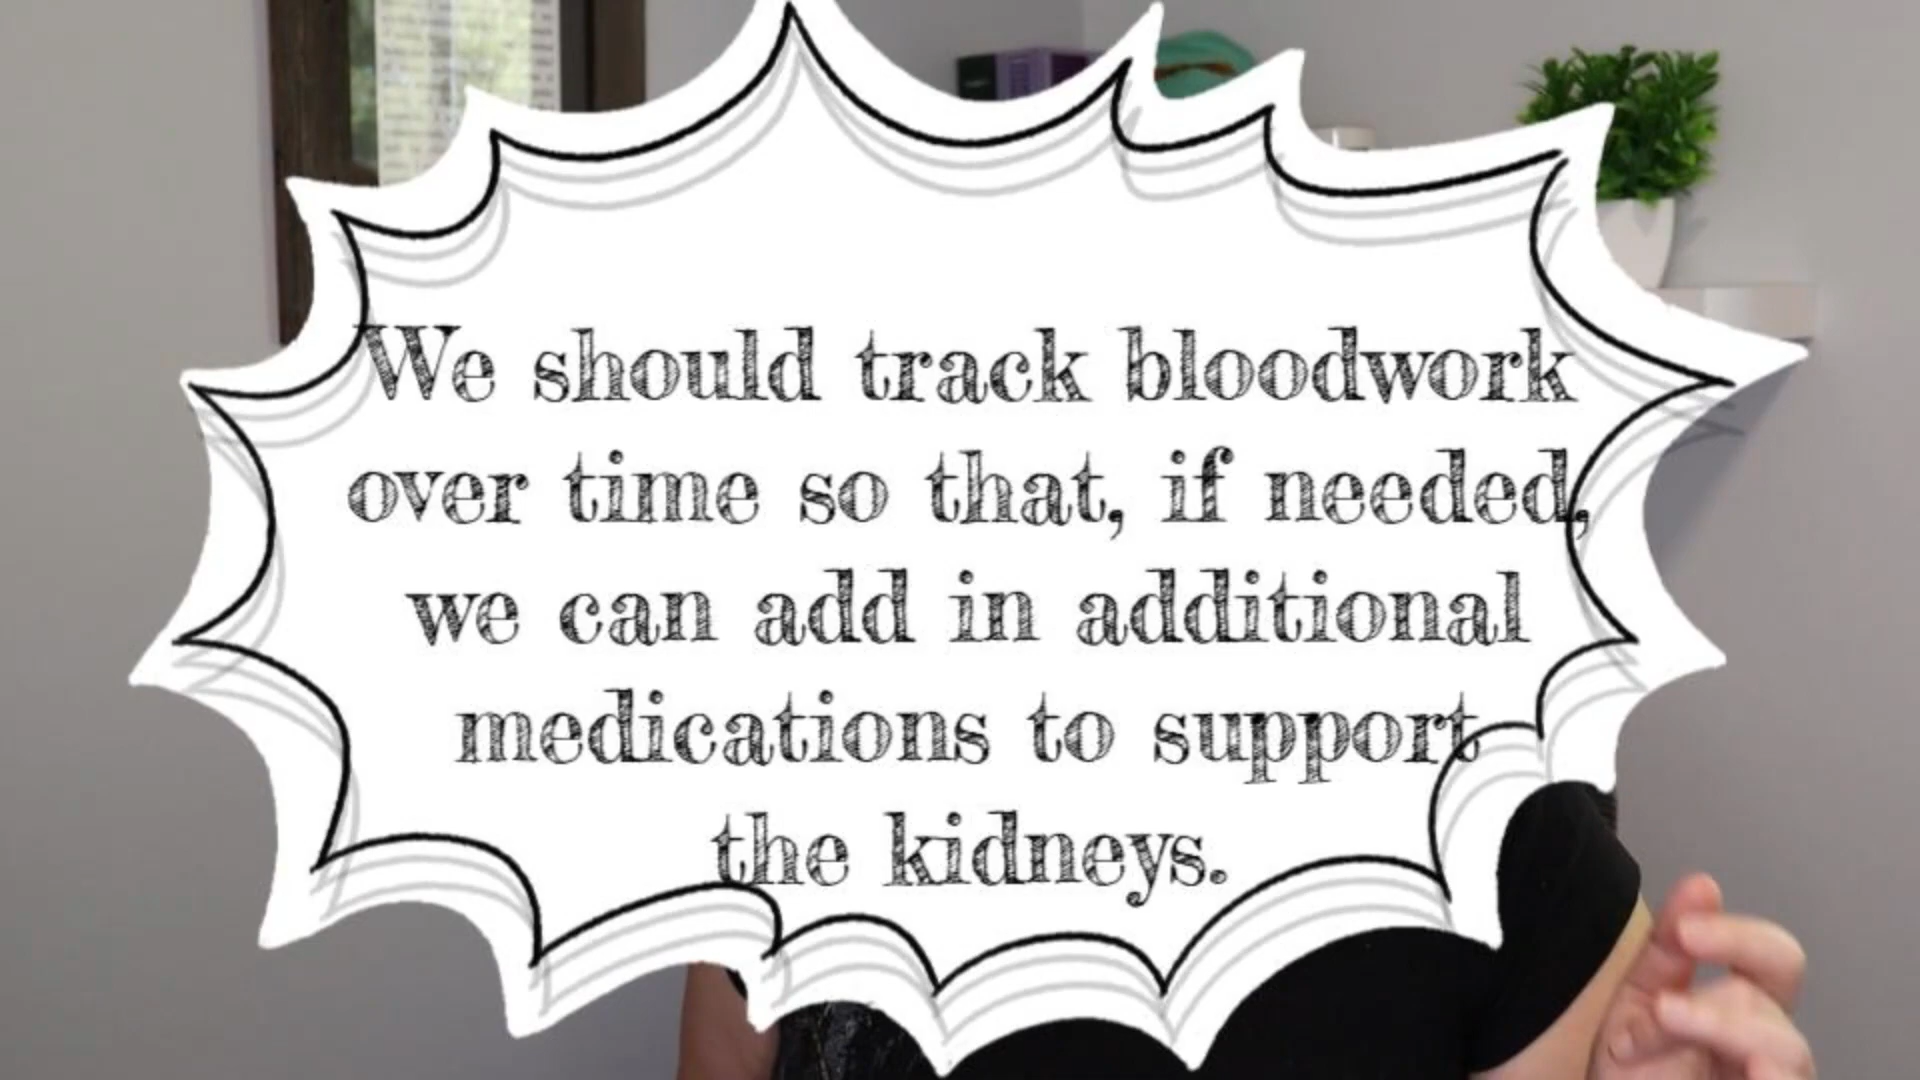 We should track bloodwork
over time so that, if needed,
we can add in additional
medications to support
the kidneys.